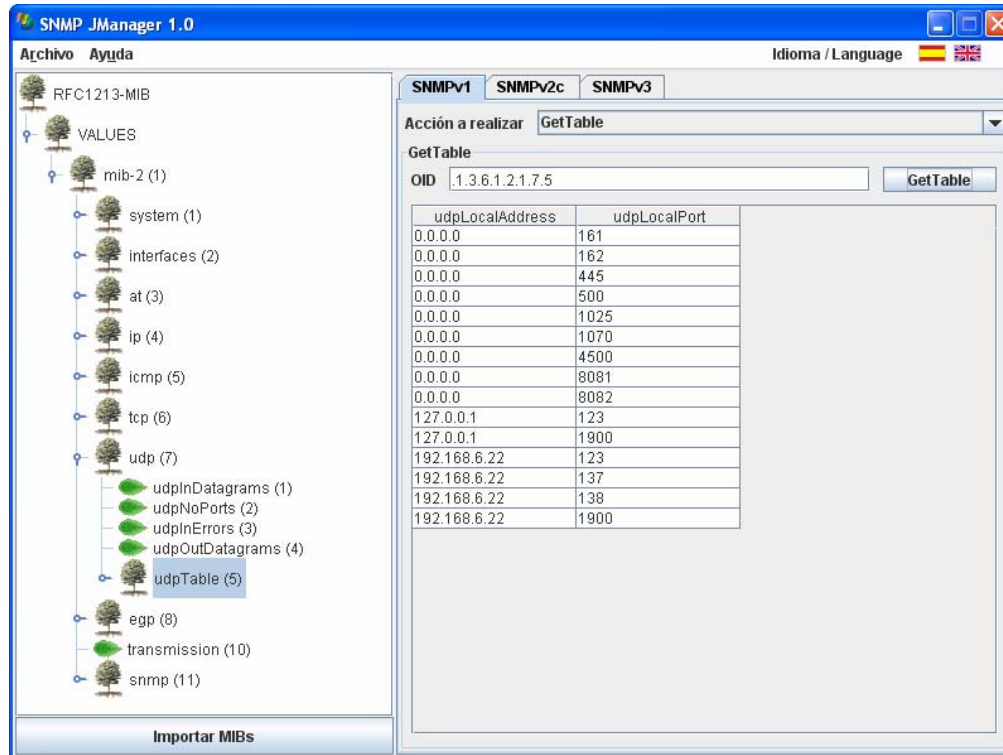 SNMP JManager 1.0
Archivo Ayuda Idioma / Language
RFC1213-MIB
VALUES
mib-2 (1)
system (1)
interfaces (2)
at (3)
ip (4)
icmp (5)
tcp (6)
udp (7)
udpInDatagrams (1)
udpNoPorts (2)
udpInErrors (3)
udpOutDatagrams (4)
udpTable (5)
egp (8)
transmission (10)
snmp (11)
Importar MIBs
SNMPv1 SNMPv2c SNMPv3
Acción a realizar GetTable
GetTable
OID .1.3.6.1.2.1.7.5 GetTable
udpLocalAddress udpLocalPort
0.0.0.0 161
0.0.0.0 162
0.0.0.0 445
0.0.0.0 500
0.0.0.0 1025
0.0.0.0 1070
0.0.0.0 4500
0.0.0.0 8081
0.0.0.0 8082
127.0.0.1 123
127.0.0.1 1900
192.168.6.22 123
192.168.6.22 137
192.168.6.22 138
192.168.6.22 1900